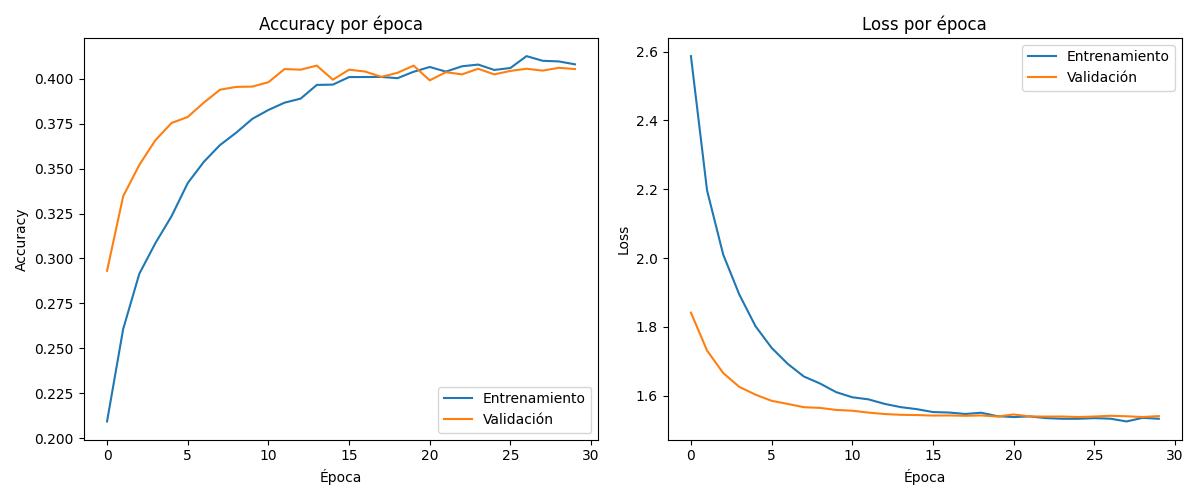 Accuracy por época
Accuracy
0.400
0.375
0.350
0.325
0.300
0.275
0.250
0.225
0.200
0
5
10
15
20
25
30
Época
Entrenamiento
Validación
Loss por época
Loss
2.6
2.4
2.2
2.0
1.8
1.6
0
5
10
15
20
25
30
Época
Entrenamiento
Validación